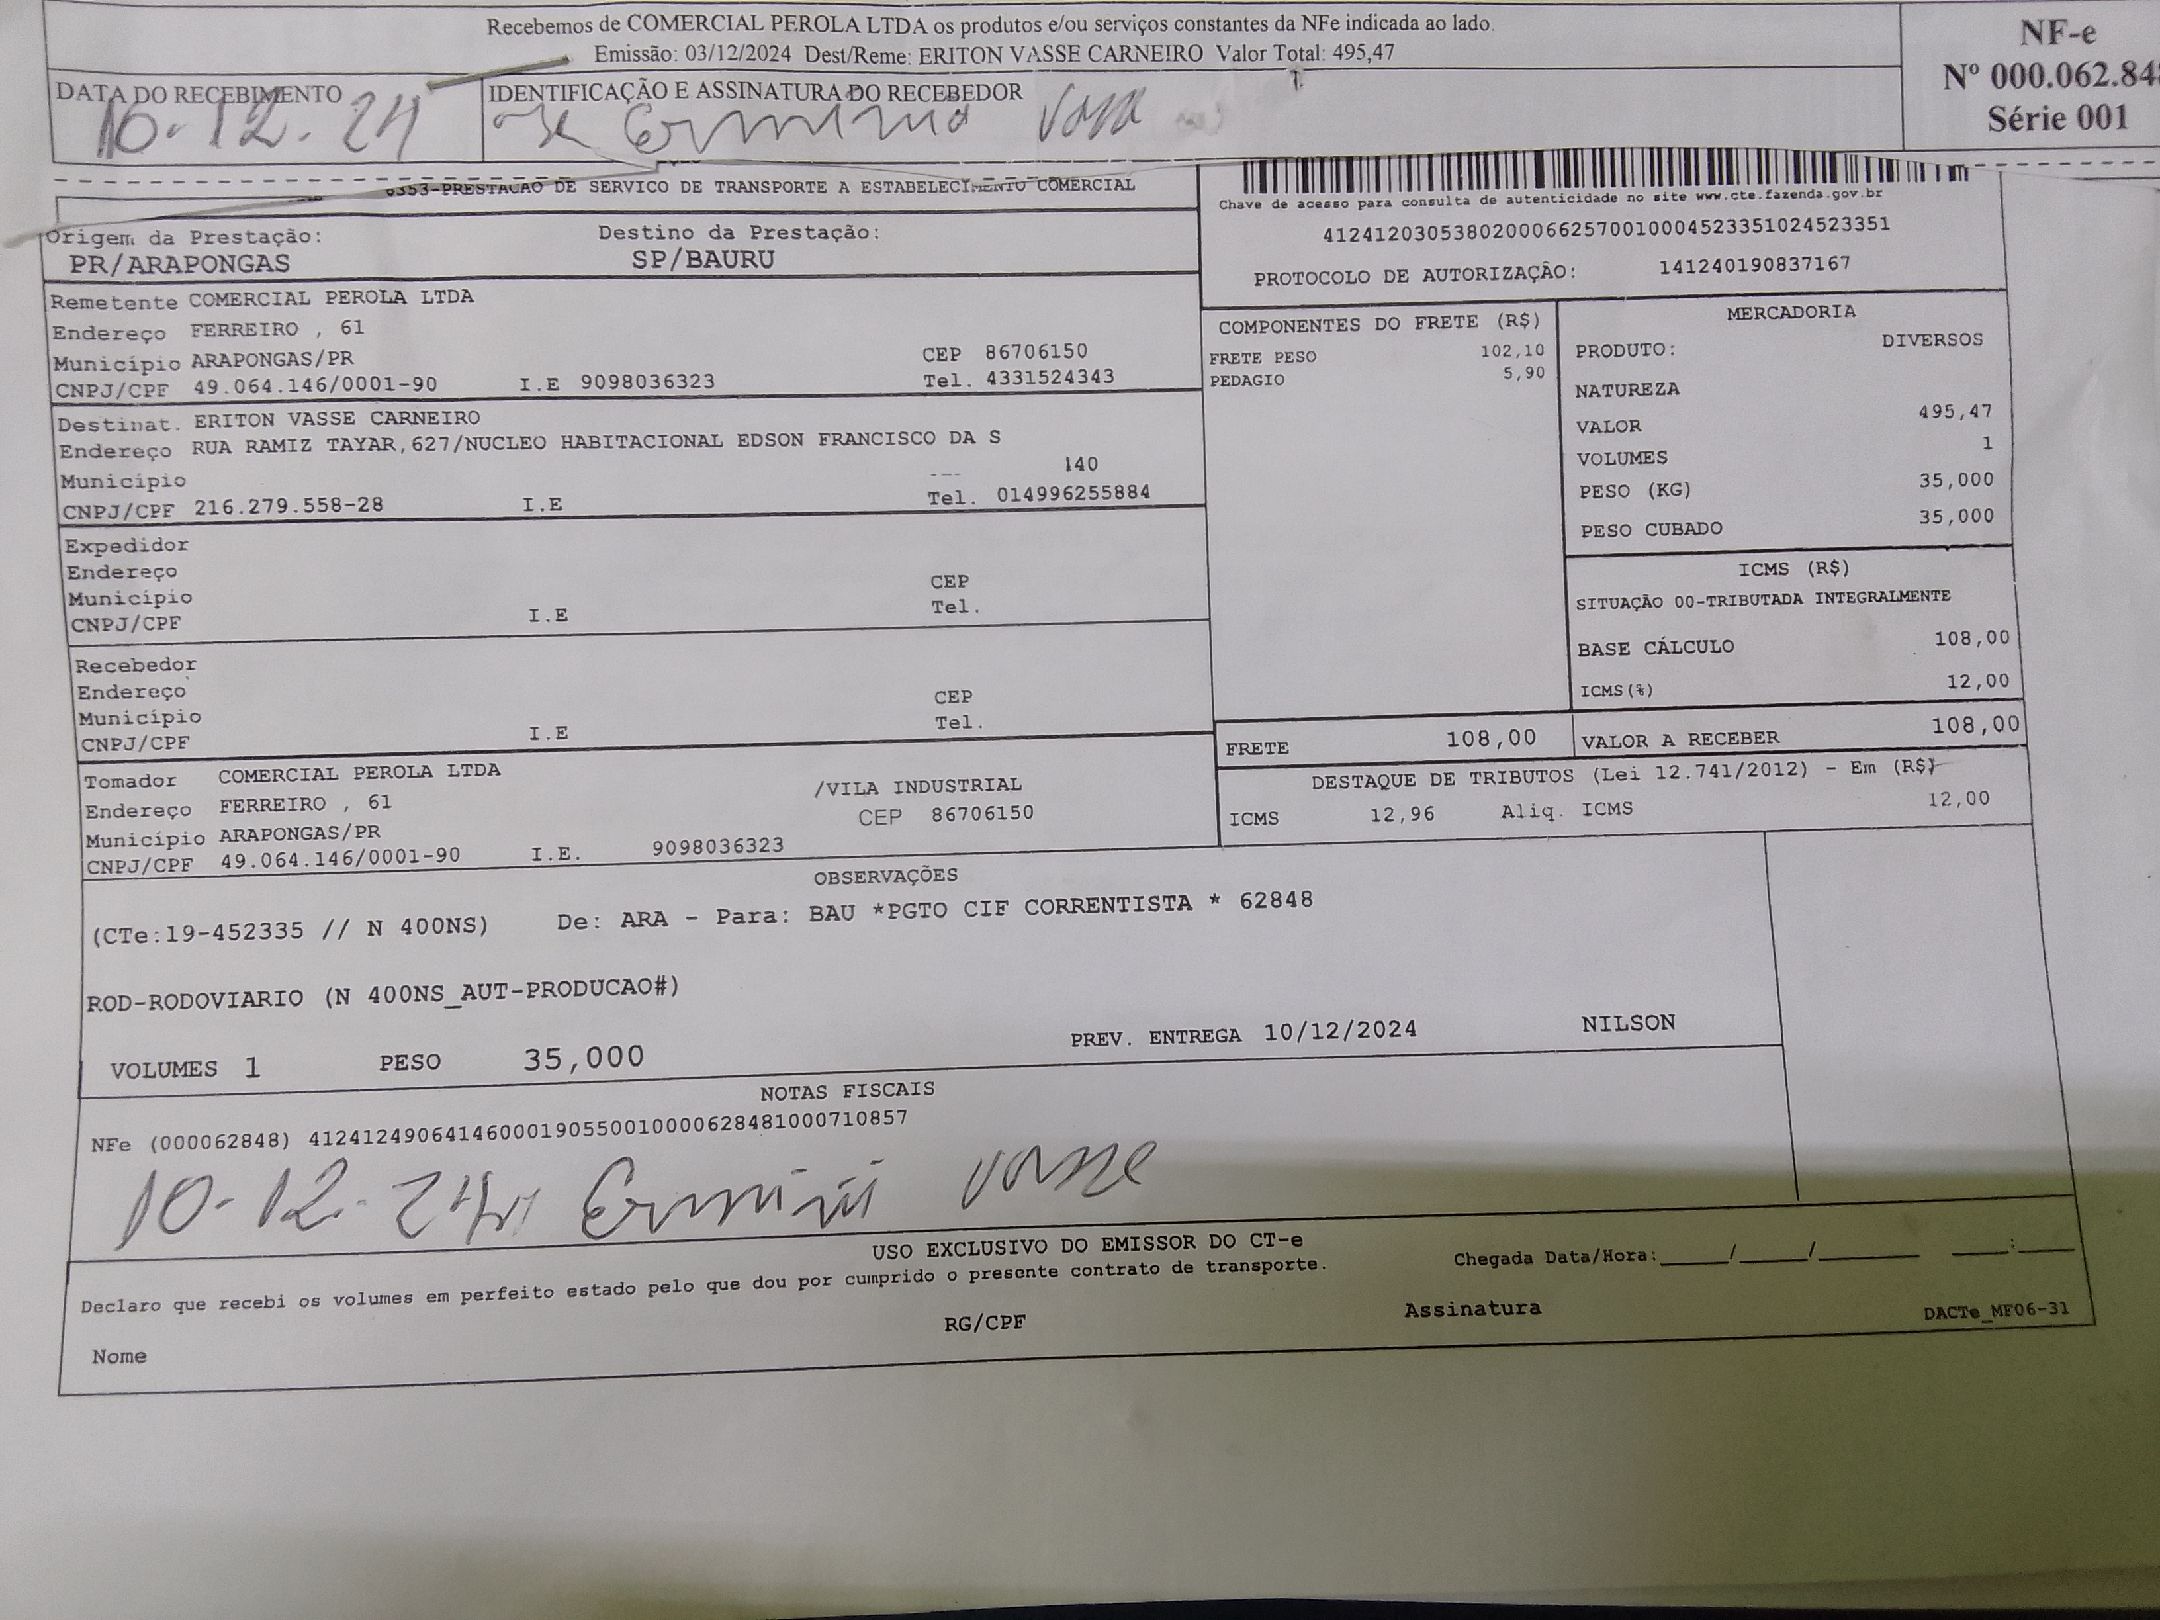 Recebemos de COMERCIAL PEROLA LTDA os produtos e/ou serviços constantes da NFe indicada ao lado.
Emissão: 03/12/2024 Dest/Reme: ERITON VASSE CARNEIRO Valor Total: 495,47
NF-e
Nº 000.062.84
Série 001
DATA DO RECEBIMENTO
10-12-24
IDENTIFICAÇÃO E ASSINATURA DO RECEBEDOR
6353-PRESTACAO DE SERVICO DE TRANSPORTE A ESTABELECIMENTO COMERCIAL
Chave de acesso para consulta de autenticidade no site www.cte.fazenda.gov.br
41241203053802000662570010004523351024523351
PROTOCOLO DE AUTORIZAÇÃO: 141240190837167
Origem da Prestação: Destino da Prestação:
PR/ARAPONGAS SP/BAURU
Remetente COMERCIAL PEROLA LTDA
Endereço FERREIRO , 61
Município ARAPONGAS/PR CEP 86706150
CNPJ/CPF 49.064.146/0001-90 I.E 9098036323 Tel. 4331524343
Destinat. ERITON VASSE CARNEIRO
Endereço RUA RAMIZ TAYAR,627/NUCLEO HABITACIONAL EDSON FRANCISCO DA S
Município 140
CNPJ/CPF 216.279.558-28 I.E Tel. 014996255884
Expedidor
Endereço
Município CEP
CNPJ/CPF I.E Tel.
Recebedor
Endereço
Município CEP
CNPJ/CPF I.E Tel.
Tomador COMERCIAL PEROLA LTDA
Endereço FERREIRO , 61 /VILA INDUSTRIAL
Município ARAPONGAS/PR CEP 86706150
CNPJ/CPF 49.064.146/0001-90 I.E. 9098036323
COMPONENTES DO FRETE (R$)
FRETE PESO 102,10
PEDAGIO 5,90
MERCADORIA
PRODUTO: DIVERSOS
NATUREZA
VALOR 495,47
VOLUMES 1
PESO (KG) 35,000
PESO CUBADO 35,000
ICMS (R$)
SITUAÇÃO 00-TRIBUTADA INTEGRALMENTE
BASE CÁLCULO 108,00
ICMS(%) 12,00
FRETE 108,00 VALOR A RECEBER 108,00
DESTAQUE DE TRIBUTOS (Lei 12.741/2012) - Em (R$)
ICMS 12,96 Aliq. ICMS 12,00
OBSERVAÇÕES
(CTe:19-452335 // N 400NS) De: ARA - Para: BAU *PGTO CIF CORRENTISTA * 62848
ROD-RODOVIARIO (N 400NS_AUT-PRODUCAO#)
VOLUMES 1 PESO 35,000 PREV. ENTREGA 10/12/2024 NILSON
NOTAS FISCAIS
NFe (000062848) 41241249064146000190550010000628481000710857
10-12-24 Vasse
USO EXCLUSIVO DO EMISSOR DO CT-e
Declaro que recebi os volumes em perfeito estado pelo que dou por cumprido o presente contrato de transporte.
Chegada Data/Hora:_____/_____/_______ ____:____
Nome RG/CPF Assinatura DACTe_MF06-31